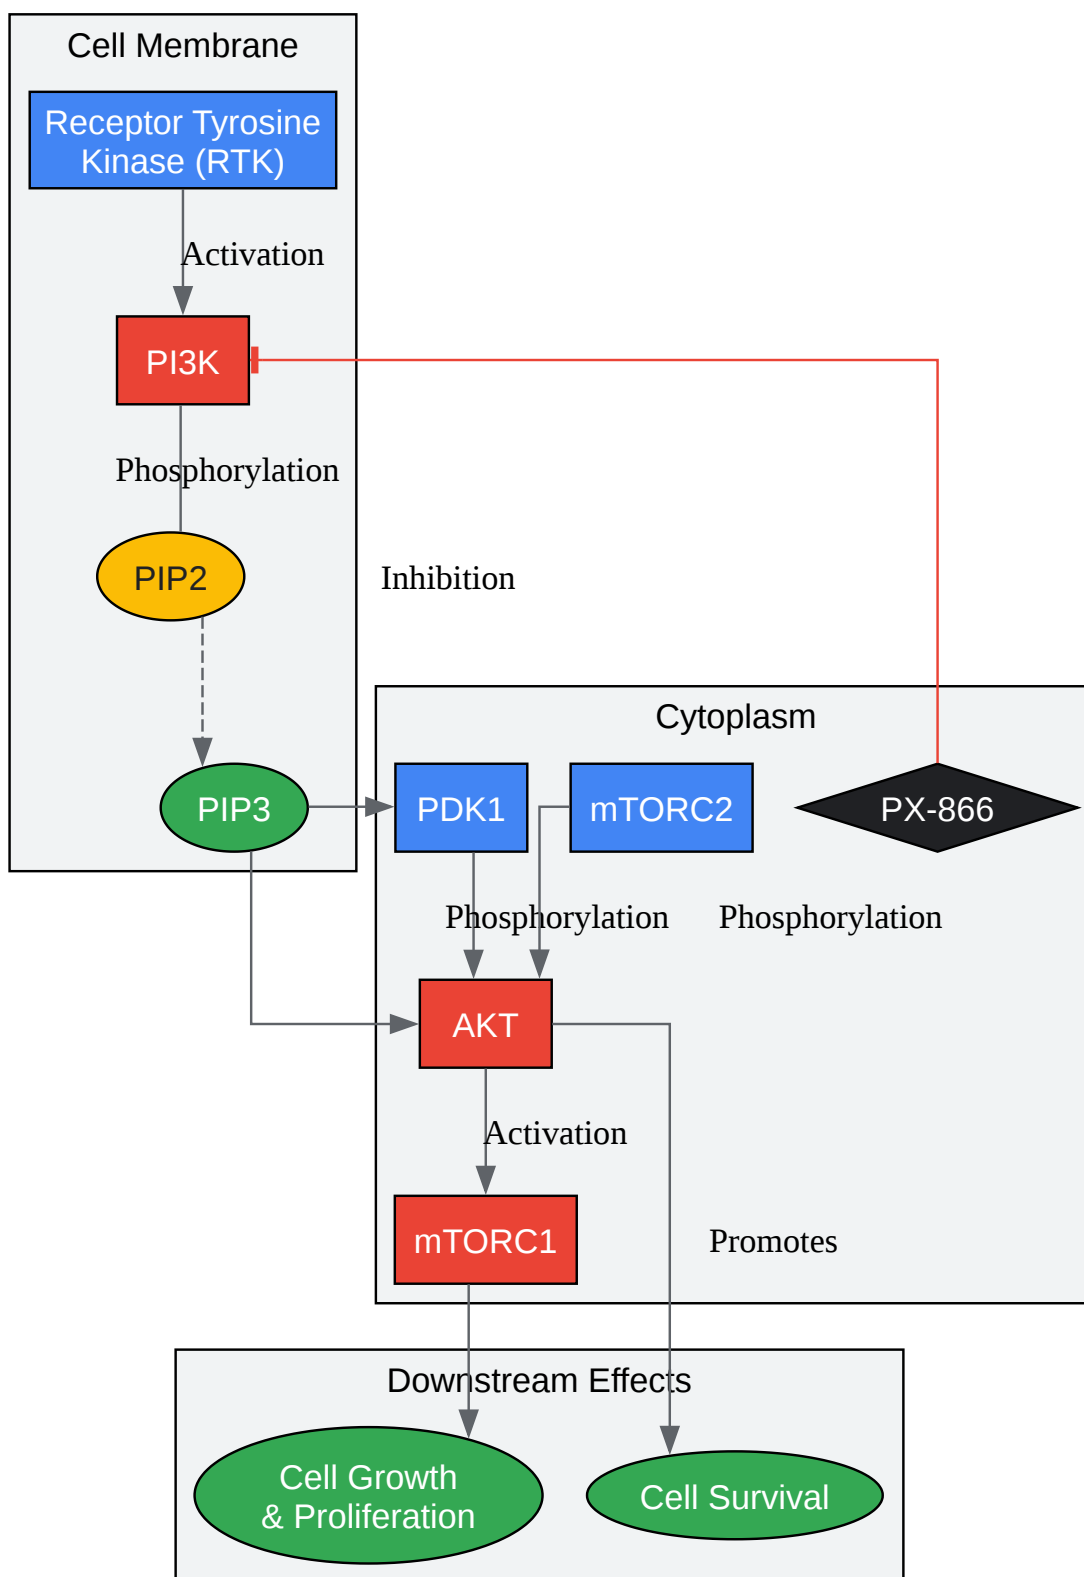 Cell Membrane
Receptor Tyrosine
Kinase (RTK)
Activation
PI3K
Phosphorylation
PIP2
Inhibition
Cytoplasm
PIP3
PDK1
mTORC2
PX-866
Phosphorylation
Phosphorylation
AKT
Activation
mTORC1
Promotes
Downstream Effects
Cell Growth
& Proliferation
Cell Survival